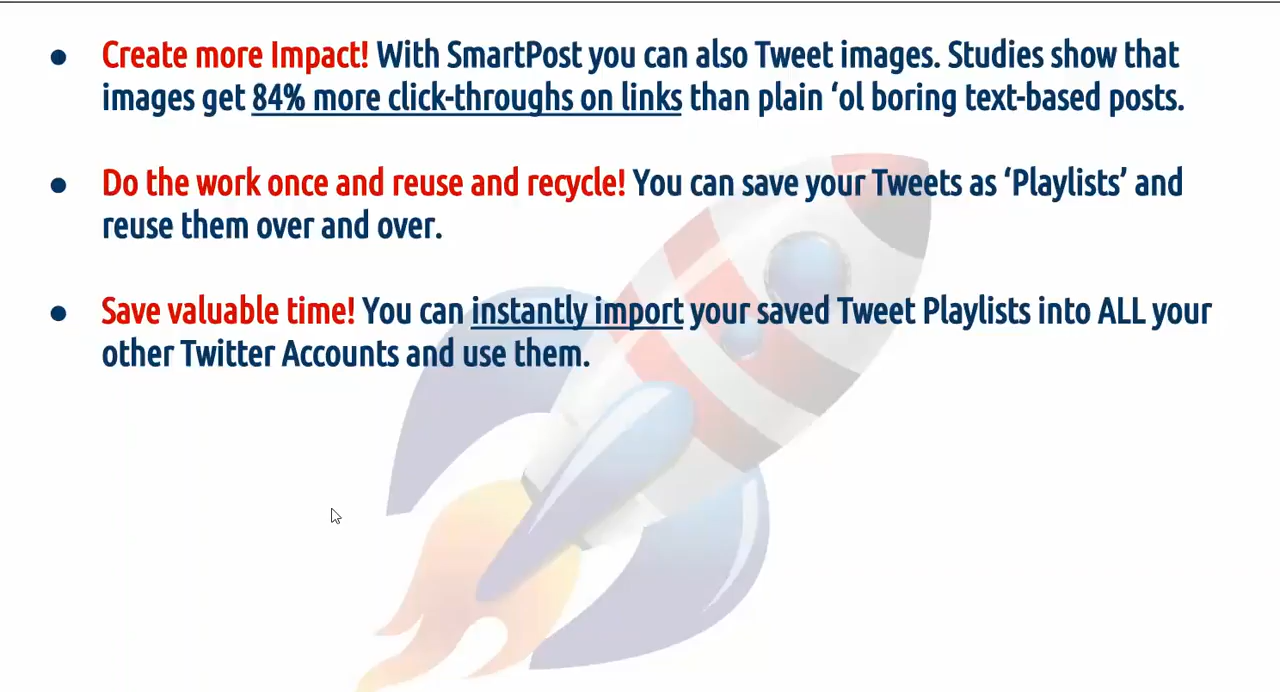 ● Create more Impact! With SmartPost you can also Tweet images. Studies show that
images get 84% more click-throughs on links than plain ‘ol boring text-based posts.
● Do the work once and reuse and recycle! You can save your Tweets as ‘Playlists’ and
reuse them over and over.
● Save valuable time! You can instantly import your saved Tweet Playlists into ALL your
other Twitter Accounts and use them.